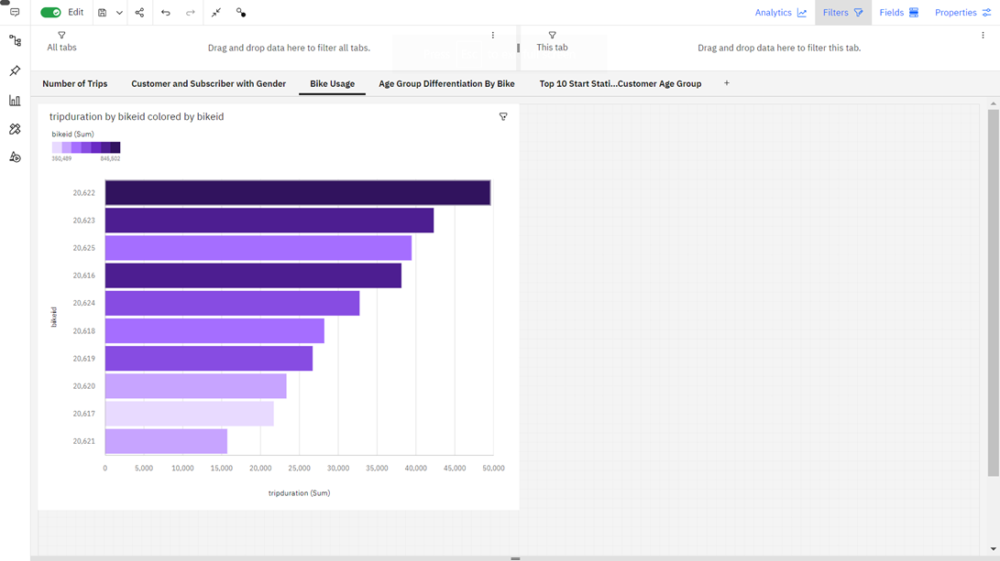 Edit
Analytics
Filters
Fields
Properties
All tabs
Drag and drop data here to filter all tabs.
This tab
Drag and drop data here to filter this tab.
Number of Trips
Customer and Subscriber with Gender
Bike Usage
Age Group Differentiation By Bike
Top 10 Start Stati...Customer Age Group
+
tripduration by bikeid colored by bikeid
bikeid (Sum)
350,489
845,502
20,622
20,623
20,625
20,616
20,624
20,618
20,619
20,620
20,617
20,621
bikeid
0
5,000
10,000
15,000
20,000
25,000
30,000
35,000
40,000
45,000
50,000
tripduration (Sum)